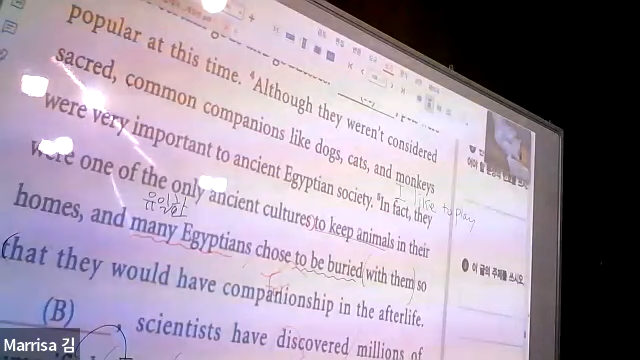 popular at this time. ⁴Although they weren't considered
sacred, common companions like dogs, cats, and monkeys
were very important to ancient Egyptian society. ⁵In fact, they
I like to play
were one of the only ancient cultures to keep animals in their
유일한
homes, and many Egyptians chose to be buried with them so
that they would have companionship in the afterlife.
(B)
scientists have discovered millions of
이 글의 주제를 쓰시오.
Marrisa 김